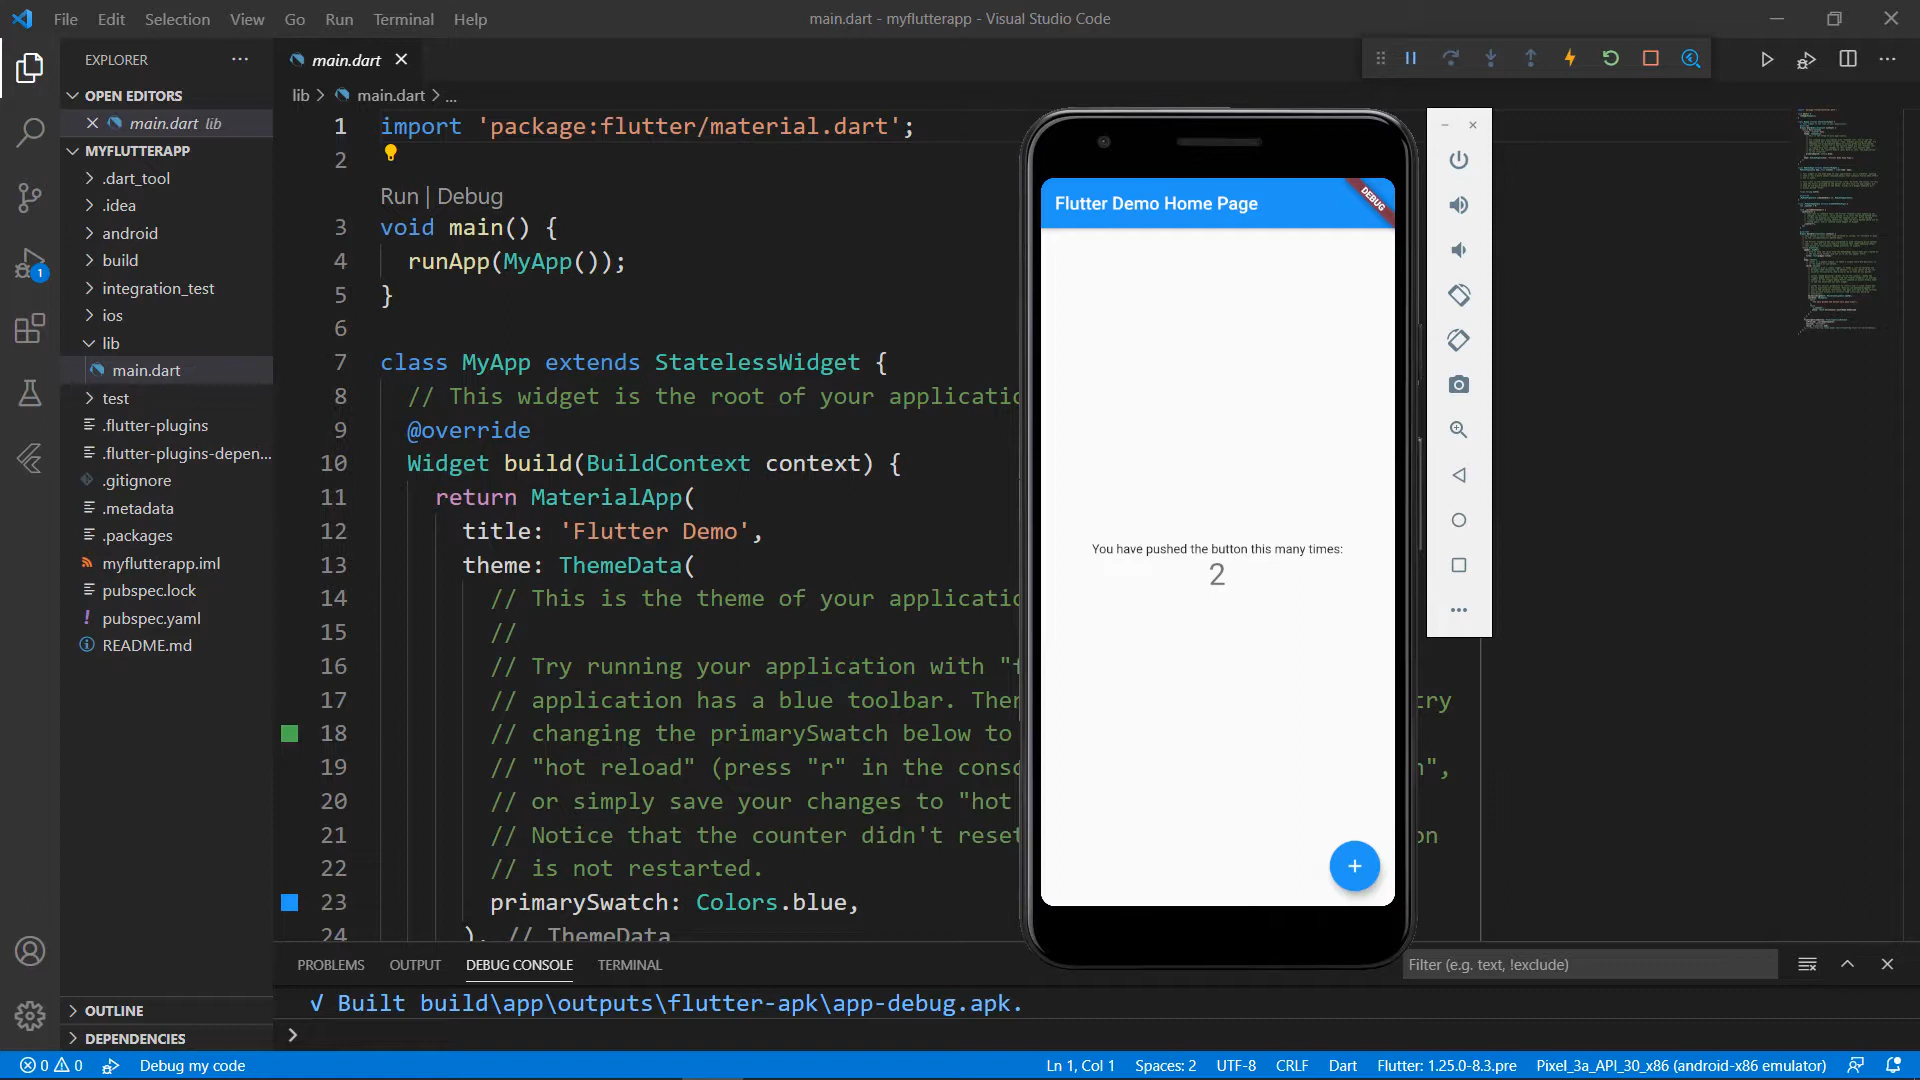 File Edit Selection View Go Run Terminal Help
main.dart - myflutterapp - Visual Studio Code
EXPLORER
OPEN EDITORS
main.dart lib
MYFLUTTERAPP
.dart_tool
.idea
android
build
integration_test
ios
lib
main.dart
test
.flutter-plugins
.flutter-plugins-depen...
.gitignore
.metadata
.packages
myflutterapp.iml
pubspec.lock
pubspec.yaml
README.md
OUTLINE
DEPENDENCIES
1
main.dart
lib > main.dart > ...
1 import 'package:flutter/material.dart';
2
Run | Debug
3 void main() {
4 runApp(MyApp());
5 }
6
7 class MyApp extends StatelessWidget {
8 // This widget is the root of your applicatio
9 @override
10 Widget build(BuildContext context) {
11 return MaterialApp(
12 title: 'Flutter Demo',
13 theme: ThemeData(
14 // This is the theme of your applicatio
15 //
16 // Try running your application with "f
17 // application has a blue toolbar. Ther try
18 // changing the primarySwatch below to
19 // "hot reload" (press "r" in the conso n",
20 // or simply save your changes to "hot
21 // Notice that the counter didn't reset on
22 // is not restarted.
23 primarySwatch: Colors.blue,
24 ), // ThemeData
Flutter Demo Home Page
DEBUG
You have pushed the button this many times:
2
+
PROBLEMS OUTPUT DEBUG CONSOLE TERMINAL
Filter (e.g. text, !exclude)
√ Built build\app\outputs\flutter-apk\app-debug.apk.
>
0 0 Debug my code
Ln 1, Col 1 Spaces: 2 UTF-8 CRLF Dart Flutter: 1.25.0-8.3.pre Pixel_3a_API_30_x86 (android-x86 emulator)